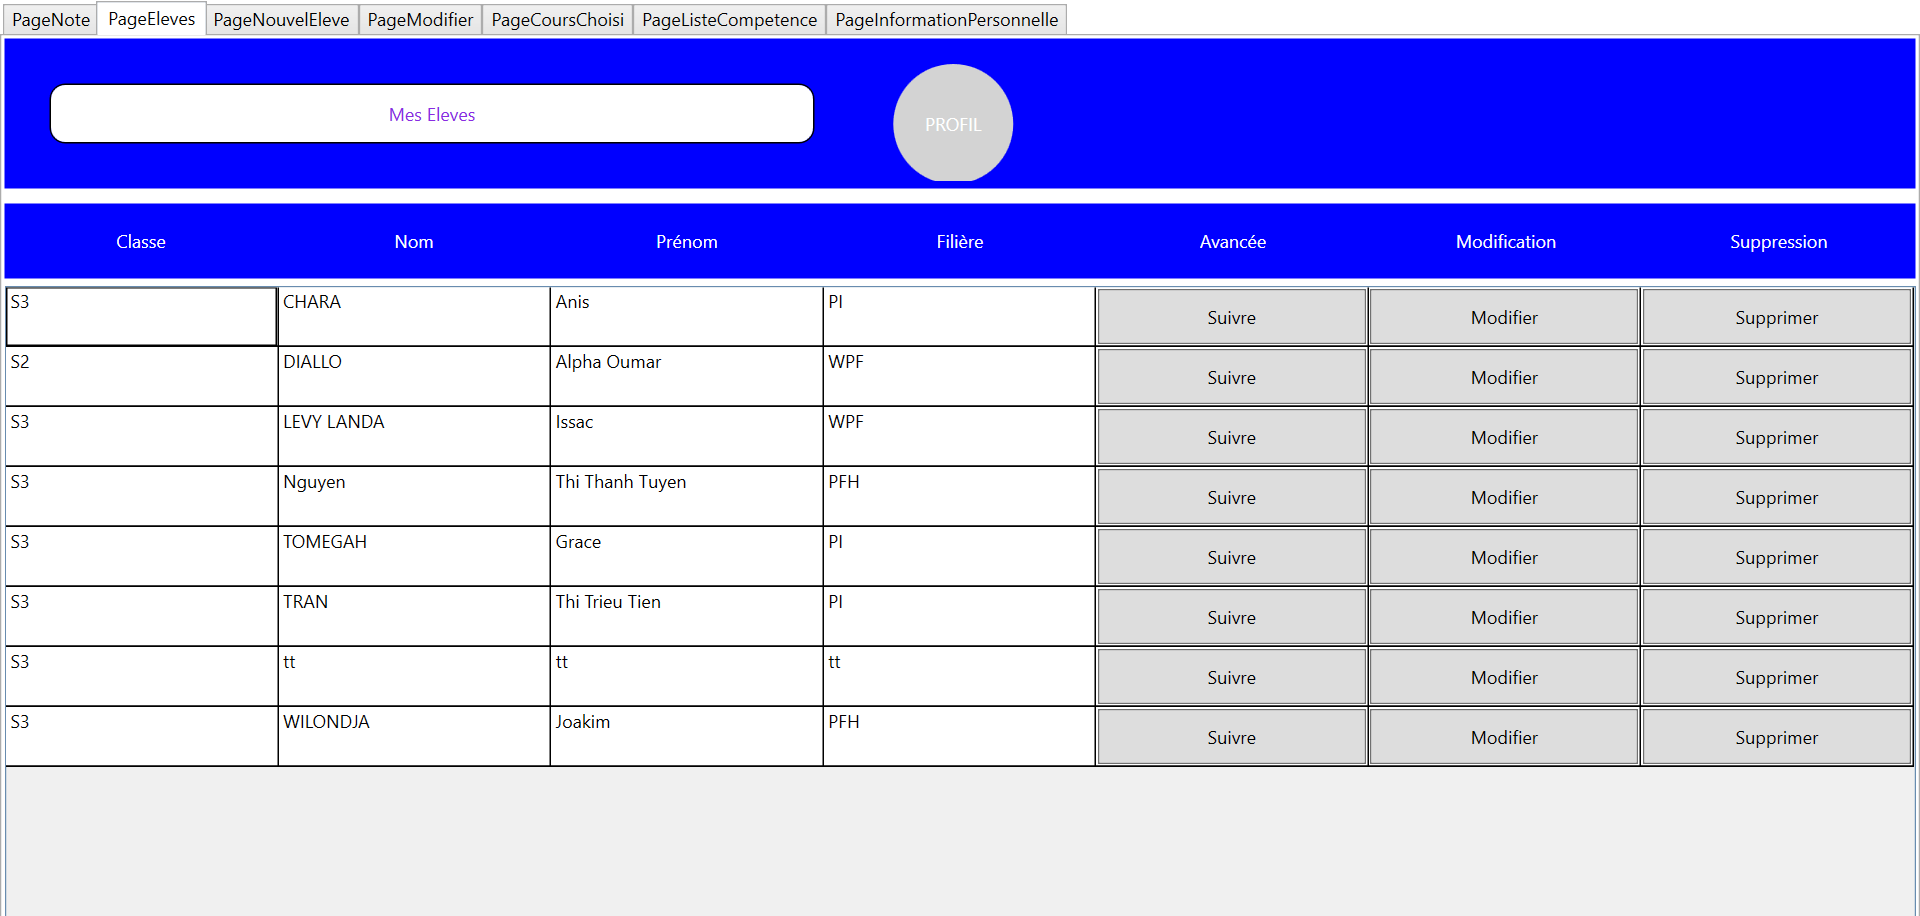 PageNote PageEleves PageNouvelEleve PageModifier PageCoursChoisi PageListeCompetence PageInformationPersonnelle
Mes Eleves
PROFIL
Classe Nom Prénom Filière Avancée Modification Suppression
S3 CHARA Anis PI Suivre Modifier Supprimer
S2 DIALLO Alpha Oumar WPF Suivre Modifier Supprimer
S3 LEVY LANDA Issac WPF Suivre Modifier Supprimer
S3 Nguyen Thi Thanh Tuyen PFH Suivre Modifier Supprimer
S3 TOMEGAH Grace PI Suivre Modifier Supprimer
S3 TRAN Thi Trieu Tien PI Suivre Modifier Supprimer
S3 tt tt tt Suivre Modifier Supprimer
S3 WILONDJA Joakim PFH Suivre Modifier Supprimer